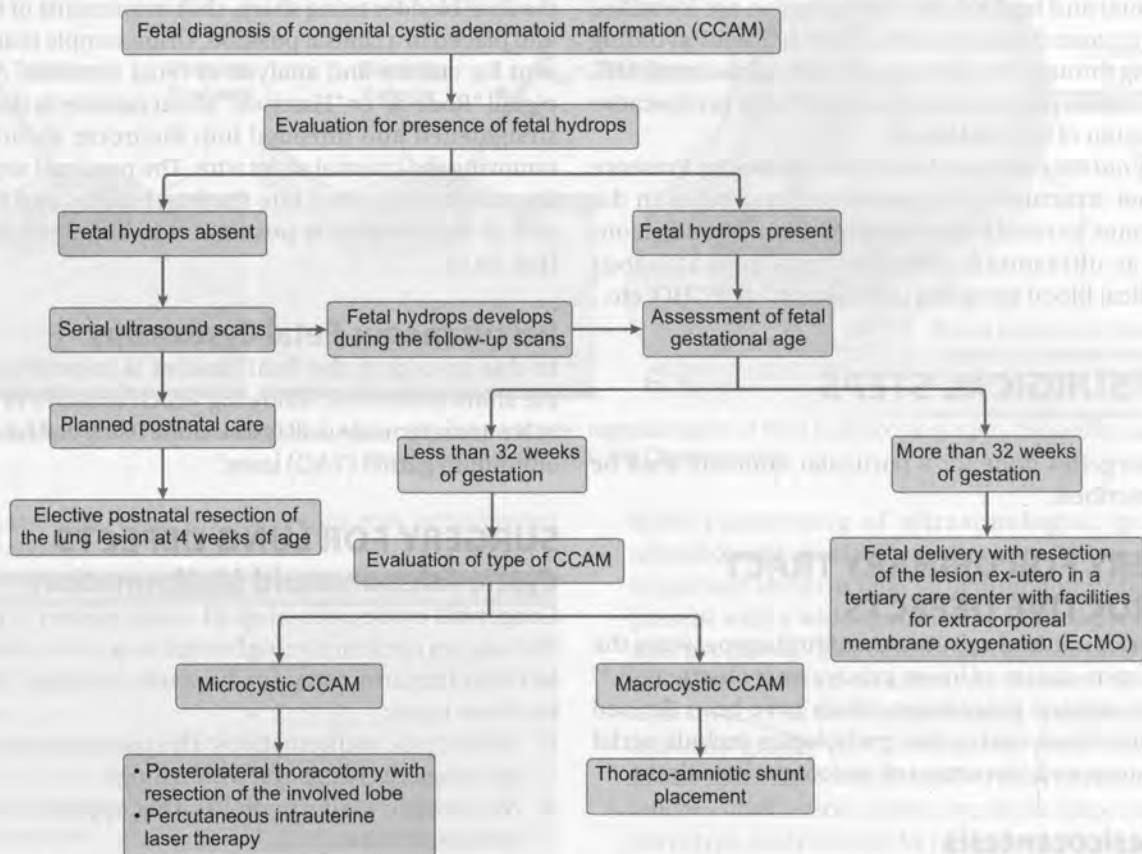 Fetal diagnosis of congenital cystic adenomatoid malformation (CCAM)
Evaluation for presence of fetal hydrops
Fetal hydrops absent
Fetal hydrops present
Serial ultrasound scans
Fetal hydrops develops
during the follow-up scans
Assessment of fetal
gestational age
Planned postnatal care
Less than 32 weeks
of gestation
More than 32 weeks
of gestation
Elective postnatal resection of
the lung lesion at 4 weeks of age
Evaluation of type of CCAM
Fetal delivery with resection
of the lesion ex-utero in a
tertiary care center with facilities
for extracorporeal
membrane oxygenation (ECMO)
Microcystic CCAM
Macrocystic CCAM
• Posterolateral thoracotomy with
resection of the involved lobe
• Percutaneous intrauterine
laser therapy
Thoraco-amniotic shunt
placement